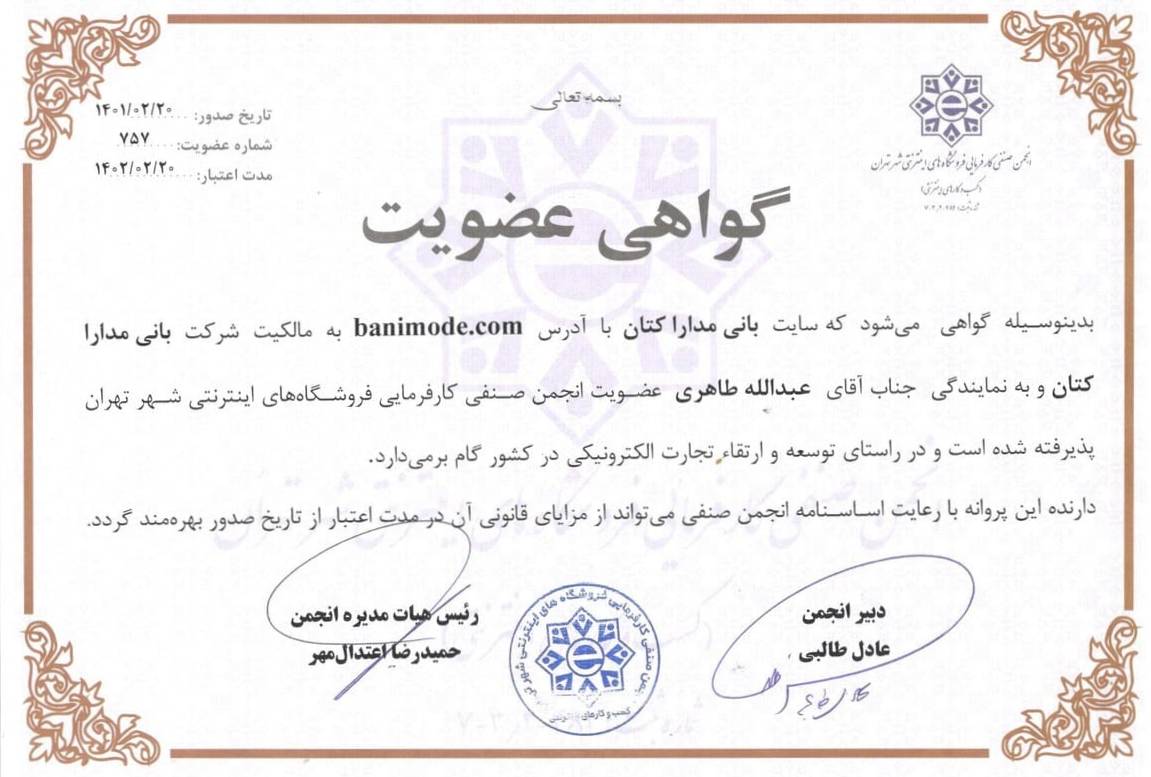 بسمه تعالی
تاریخ صدور: ۱۴۰۱/۰۲/۲۰
شماره عضویت: ۷۵۷
مدت اعتبار: ۱۴۰۲/۰۲/۲۰
انجمن صنفی کارفرمایی فروشگاه‌های اینترنتی شهر تهران
(کسب و کارهای اینترنتی)
گواهی عضویت
بدینوسیله گواهی می‌شود که سایت بانی مدارا کتان با آدرس banimode.com به مالکیت شرکت بانی مدارا
کتان و به نمایندگی جناب آقای عبدالله طاهری عضویت انجمن صنفی کارفرمایی فروشگاه‌های اینترنتی شهر تهران
پذیرفته شده است و در راستای توسعه و ارتقاء تجارت الکترونیکی در کشور گام برمی‌دارد.
دارنده این پروانه با رعایت اساسنامه انجمن صنفی می‌تواند از مزایای قانونی آن در مدت اعتبار از تاریخ صدور بهره‌مند گردد.
دبیر انجمن
عادل طالبی
رئیس هیات مدیره انجمن
حمیدرضا اعتدال‌مهر
انجمن صنفی کارفرمایی فروشگاه های اینترنتی شهر
کسب و کارهای اینترنتی